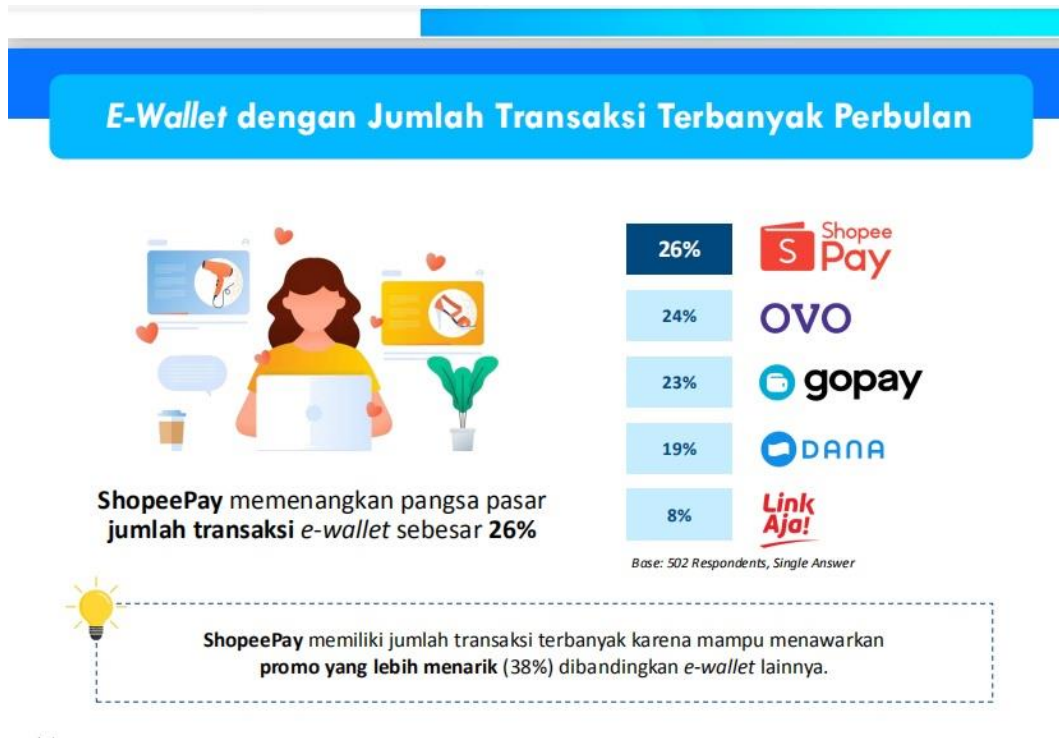 E-Wallet dengan Jumlah Transaksi Terbanyak Perbulan
26%
S Shopee
Pay
24%
OVO
23%
gopay
19%
DANA
8%
Link
Aja!
Base: 502 Respondents, Single Answer
ShopeePay memenangkan pangsa pasar
jumlah transaksi e-wallet sebesar 26%
ShopeePay memiliki jumlah transaksi terbanyak karena mampu menawarkan
promo yang lebih menarik (38%) dibandingkan e-wallet lainnya.